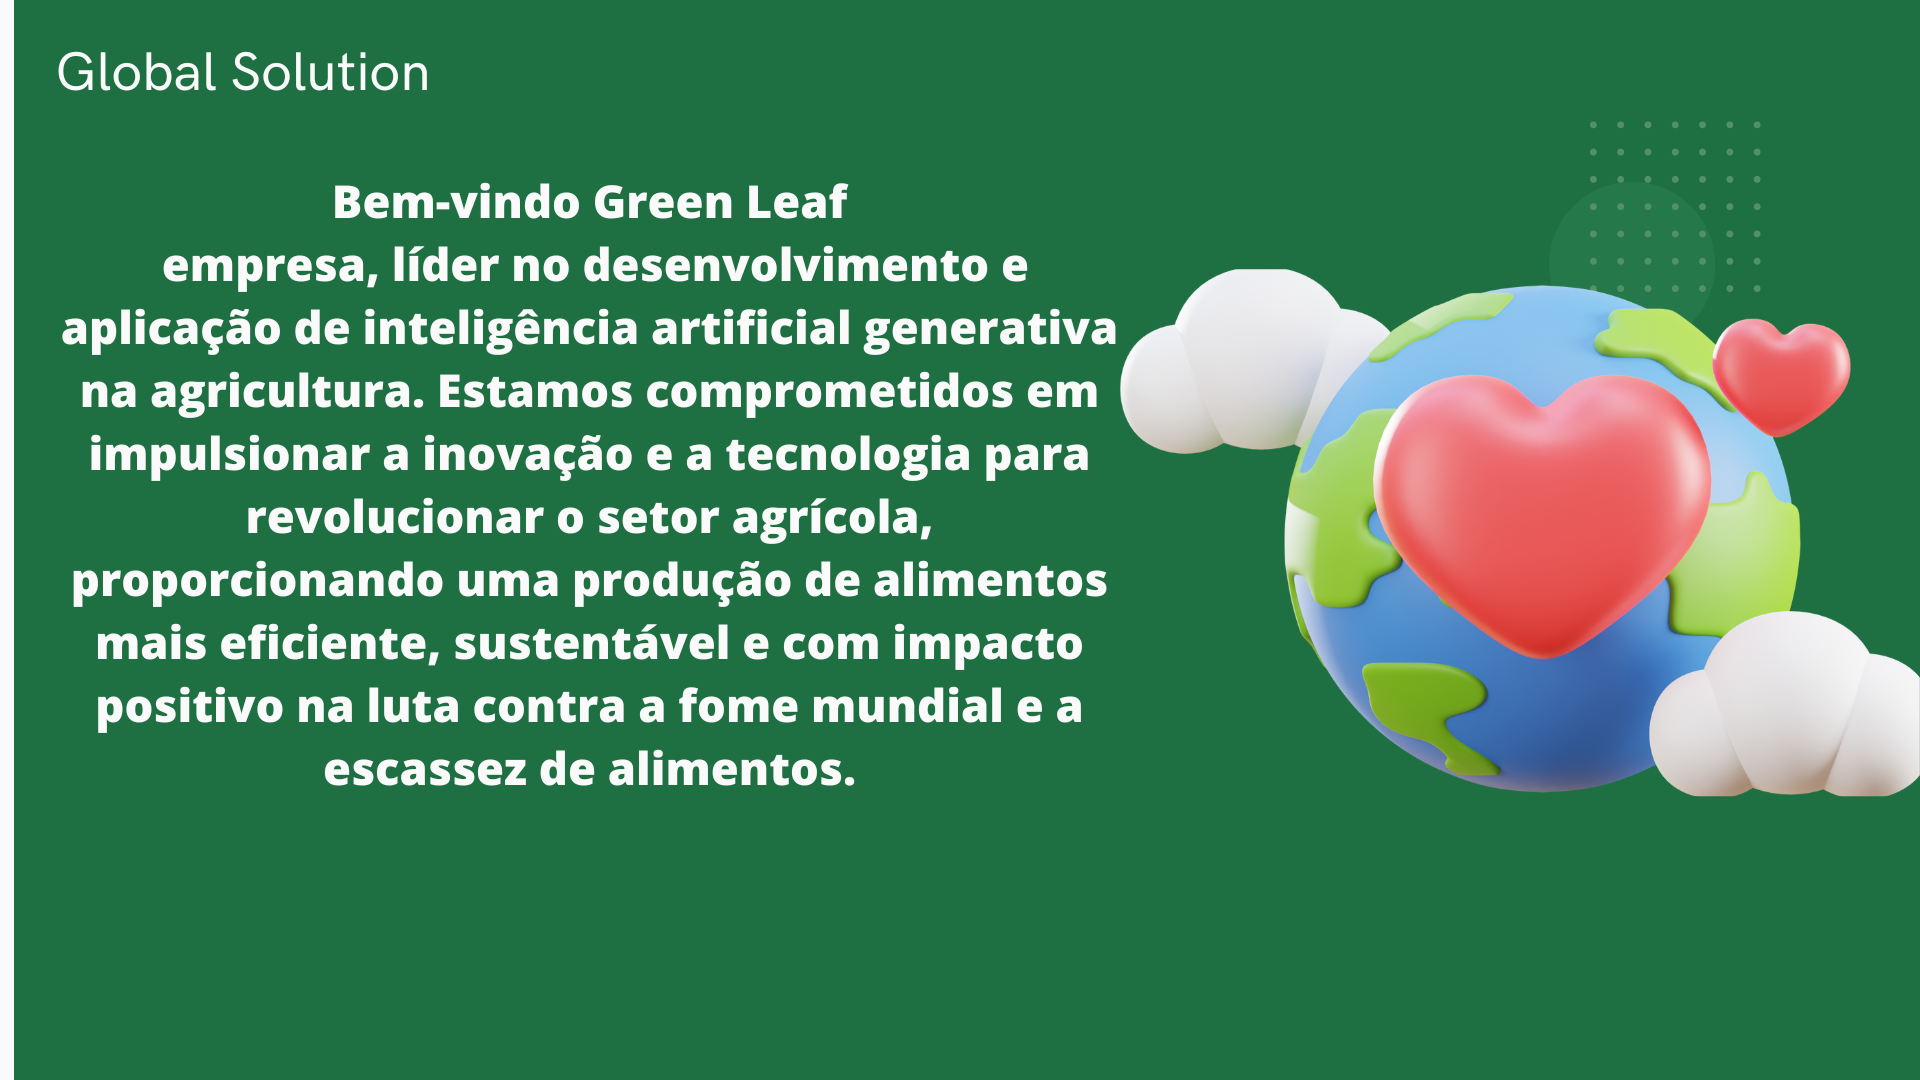 Global Solution
Bem-vindo Green Leaf
empresa, líder no desenvolvimento e
aplicação de inteligência artificial generativa
na agricultura. Estamos comprometidos em
impulsionar a inovação e a tecnologia para
revolucionar o setor agrícola,
proporcionando uma produção de alimentos
mais eficiente, sustentável e com impacto
positivo na luta contra a fome mundial e a
escassez de alimentos.